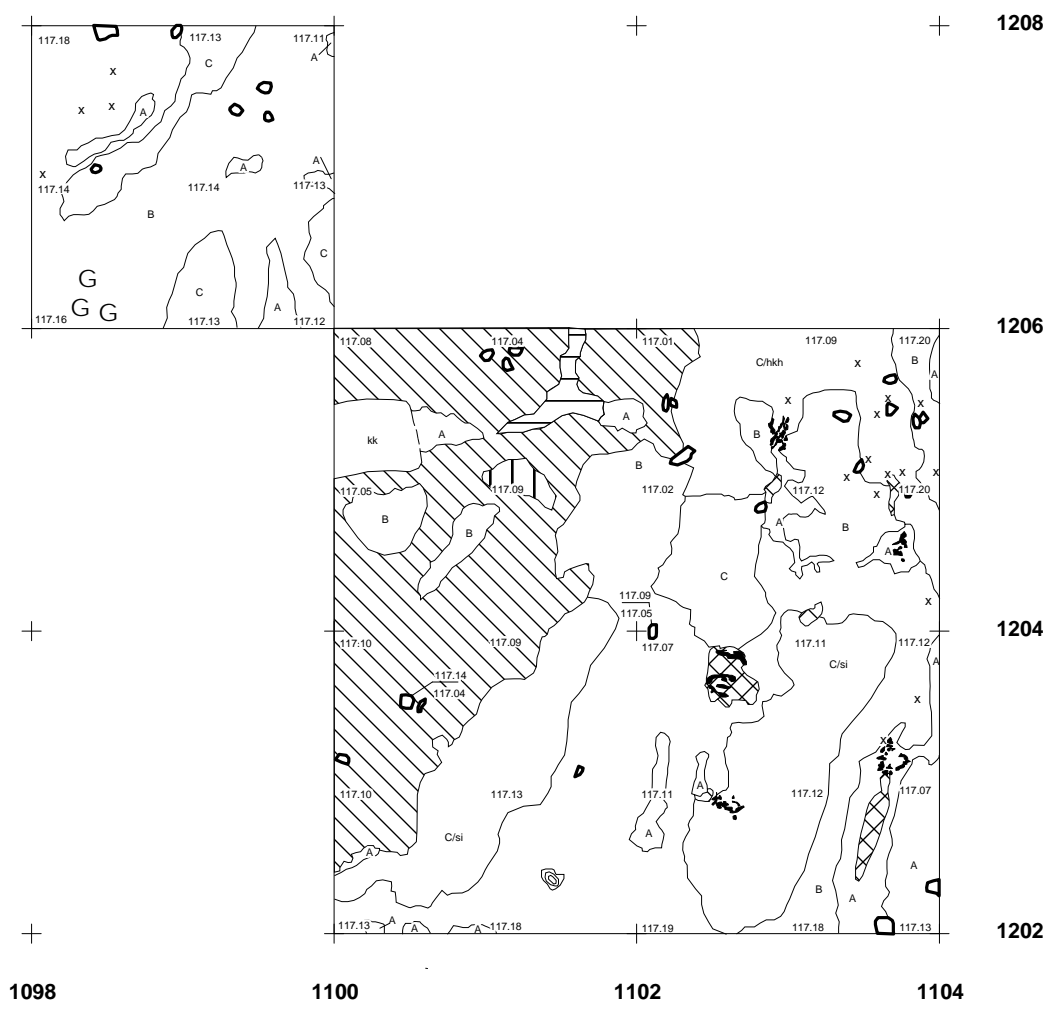 1208
117.18 117.13 117.11
A
C
x
x x
A
A
A
x
117.14 117.14 117-13
B
C
G
C
G G
A
117.16 117.13 117.12
1206
117.08 117.04 117.01 117.09 117.20
C/hkh x B
A
x x x
A x
kk A B
B x
x x x
x x
117.05 117.09 117.02 117.12 117.20
x
B B A B
A
C
117.09
117.05
x
1204
117:10 117.09 117.07 117.11 117.12
C/si A
117.14
117.04
x
x
A
117.10 117.13 117.11 117.12 117.07
A
C/si
A
A
B
A
A A A
117.13 117.18 117.19 117.18 117.13
1202
1098 1100 1102 1104